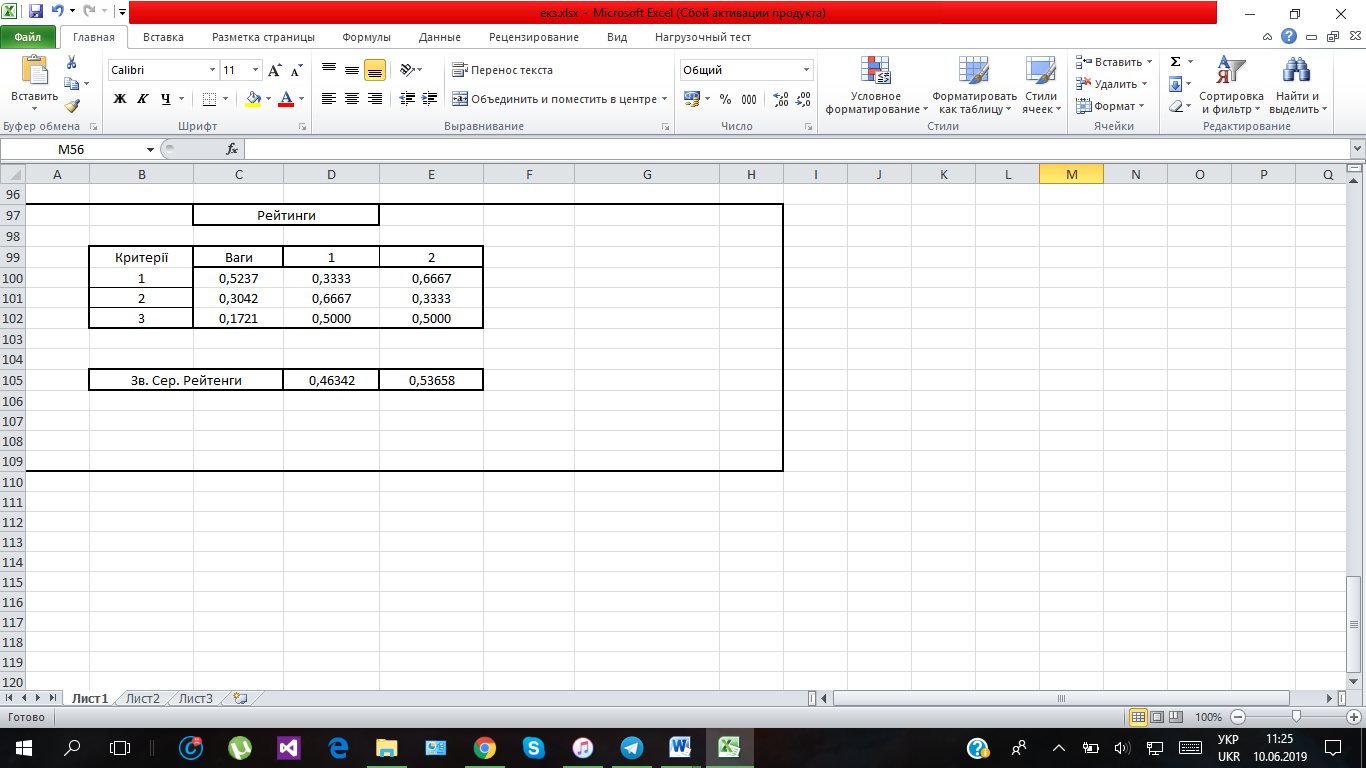 екз.xlsx - Microsoft Excel (Сбой активации продукта)
Файл Главная Вставка Разметка страницы Формулы Данные Рецензирование Вид Нагрузочный тест
Вставить
Буфер обмена
Calibri 11
Ж К Ч
Шрифт
Перенос текста
Объединить и поместить в центре
Выравнивание
Общий
% 000 ,0 ,00 ,00 ,0
Число
Условное форматирование
Форматировать как таблицу
Стили ячеек
Стили
Вставить
Удалить
Формат
Ячейки
Σ
Сортировка и фильтр
Найти и выделить
Редактирование
M56 fx
A B C D E F G H I J K L M N O P Q
96
97 Рейтинги
98
99 Критерії Ваги 1 2
100 1 0,5237 0,3333 0,6667
101 2 0,3042 0,6667 0,3333
102 3 0,1721 0,5000 0,5000
103
104
105 Зв. Сер. Рейтенги 0,46342 0,53658
106
107
108
109
110
111
112
113
114
115
116
117
118
119
120
Лист1 Лист2 Лист3
Готово 100%
УКР 11:25
UKR 10.06.2019